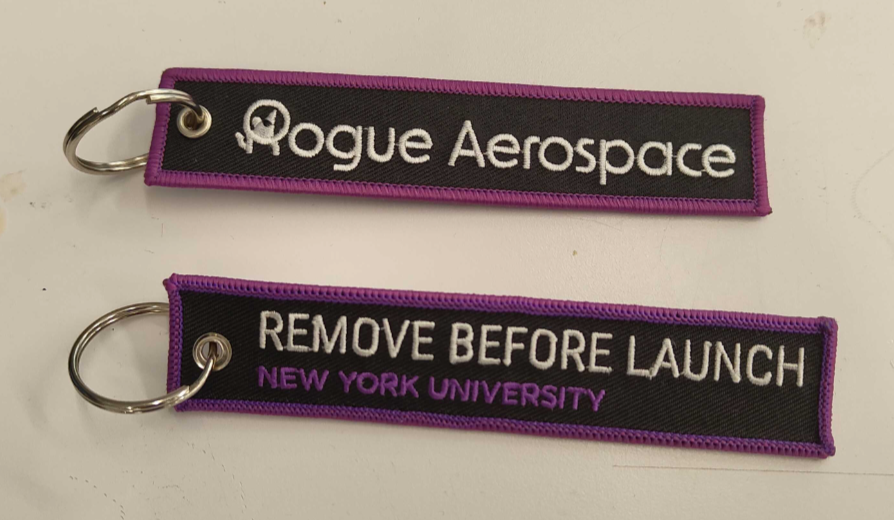 Rogue Aerospace
REMOVE BEFORE LAUNCH
NEW YORK UNIVERSITY